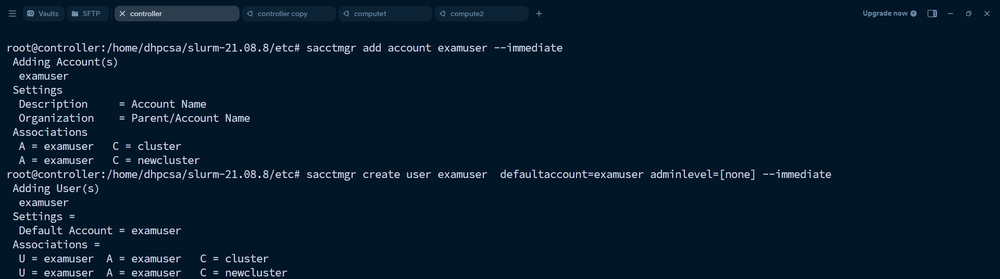 Vaults SFTP controller controller copy compute1 compute2 Upgrade now
root@controller:/home/dhpcsa/slurm-21.08.8/etc# sacctmgr add account examuser --immediate
Adding Account(s)
examuser
Settings
Description = Account Name
Organization = Parent/Account Name
Associations
A = examuser C = cluster
A = examuser C = newcluster
root@controller:/home/dhpcsa/slurm-21.08.8/etc# sacctmgr create user examuser  defaultaccount=examuser adminlevel=[none] --immediate
Adding User(s)
examuser
Settings =
Default Account = examuser
Associations =
U = examuser A = examuser C = cluster
U = examuser A = examuser C = newcluster